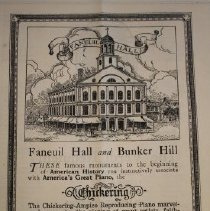 FANEUIL HALL
Faneuil Hall and Bunker Hill
THESE famous monuments to the beginning
of American History you instinctively associate
with America's Great Piano, the
Chickering
The Chickering-Ampico Reproducing Piano marvel-